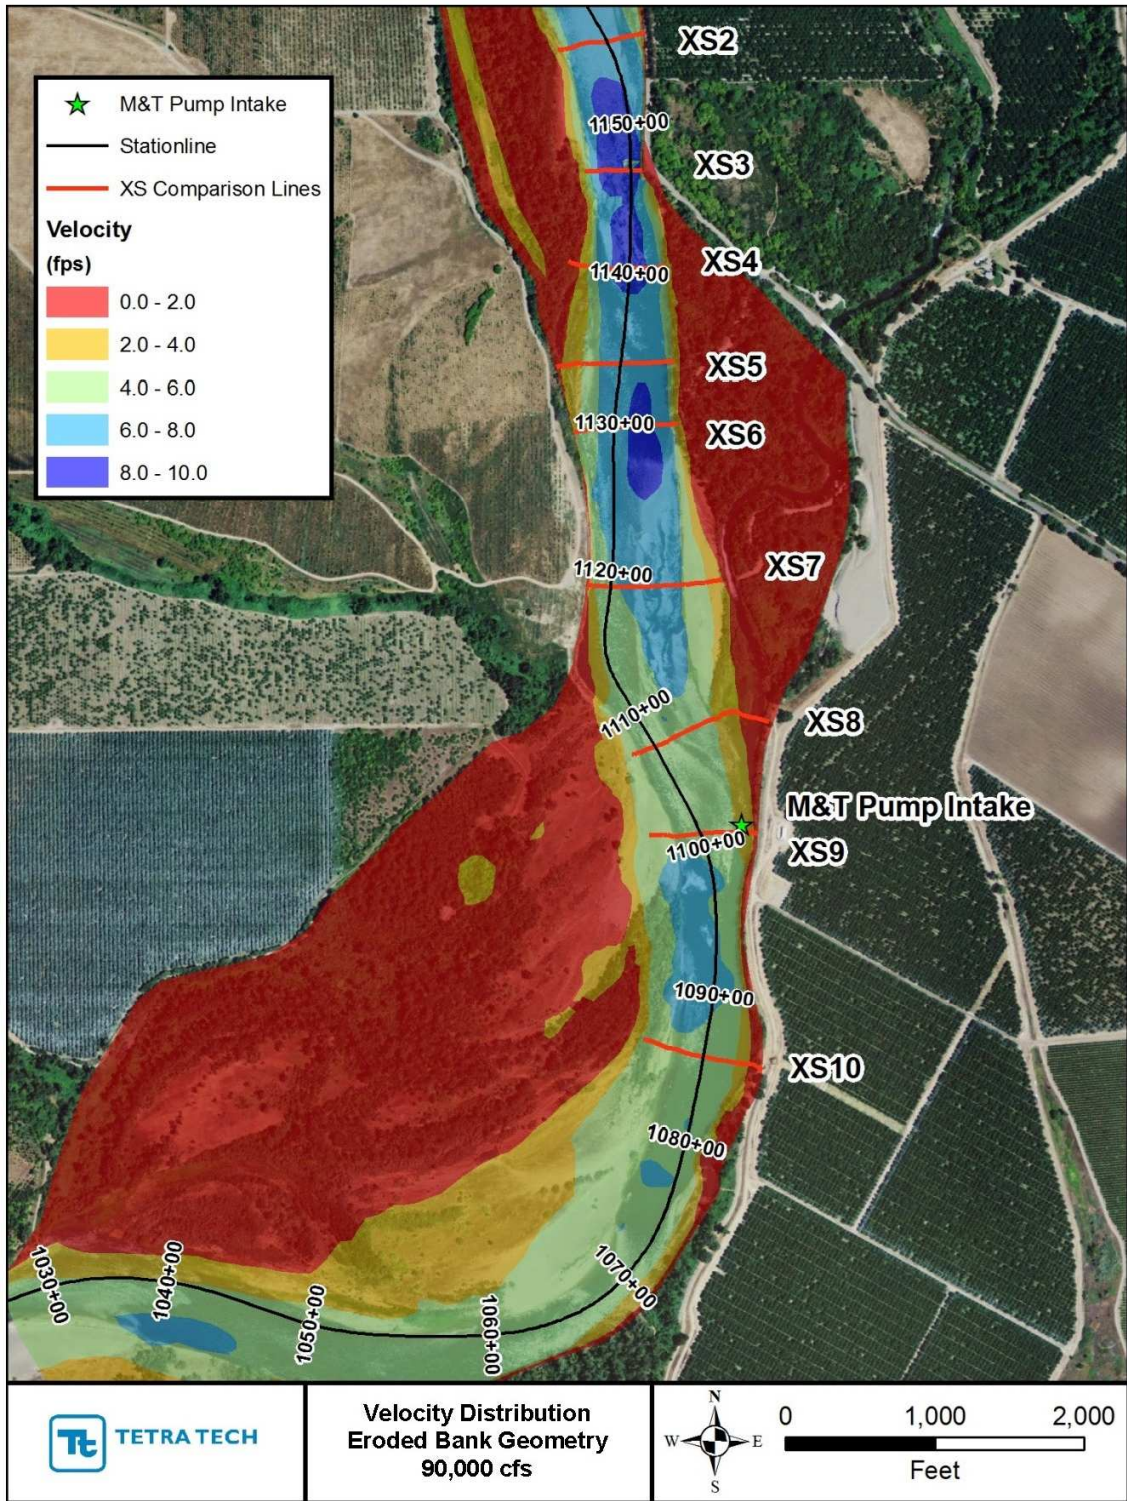 M&T Pump Intake
Stationline
XS Comparison Lines
Velocity
(fps)
0.0 - 2.0
2.0 - 4.0
4.0 - 6.0
6.0 - 8.0
8.0 - 10.0
XS2
1150+00
XS3
XS4
1140+00
XS5
1130+00
XS6
XS7
1120+00
1110+00
XS8
M&T Pump Intake
1100+00
XS9
1090+00
XS10
1080+00
1070+00
1060+00
1050+00
1040+00
1030+00
Tt TETRA TECH
Velocity Distribution
Eroded Bank Geometry
90,000 cfs
N
W E
S
0 1,000 2,000
Feet